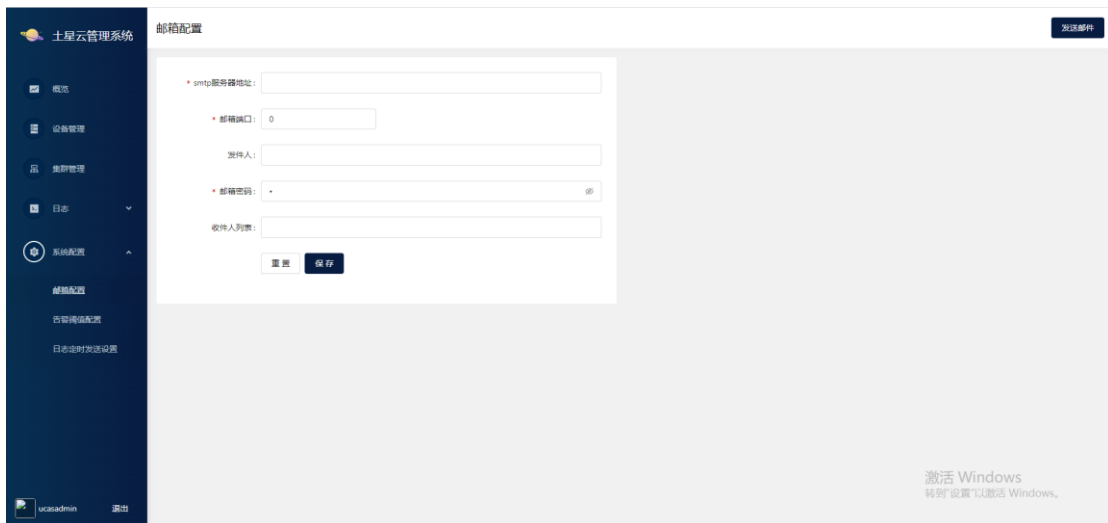 土星云管理系统
邮箱配置
发送邮件
概览
设备管理
集群管理
日志
系统配置
邮箱配置
告警阈值配置
日志定时发送设置
* smtp服务器地址:
* 邮箱端口: 0
发件人:
* 邮箱密码: •
收件人列表:
重置 保存
激活 Windows
转到"设置"以激活 Windows。
ucasadmin 退出